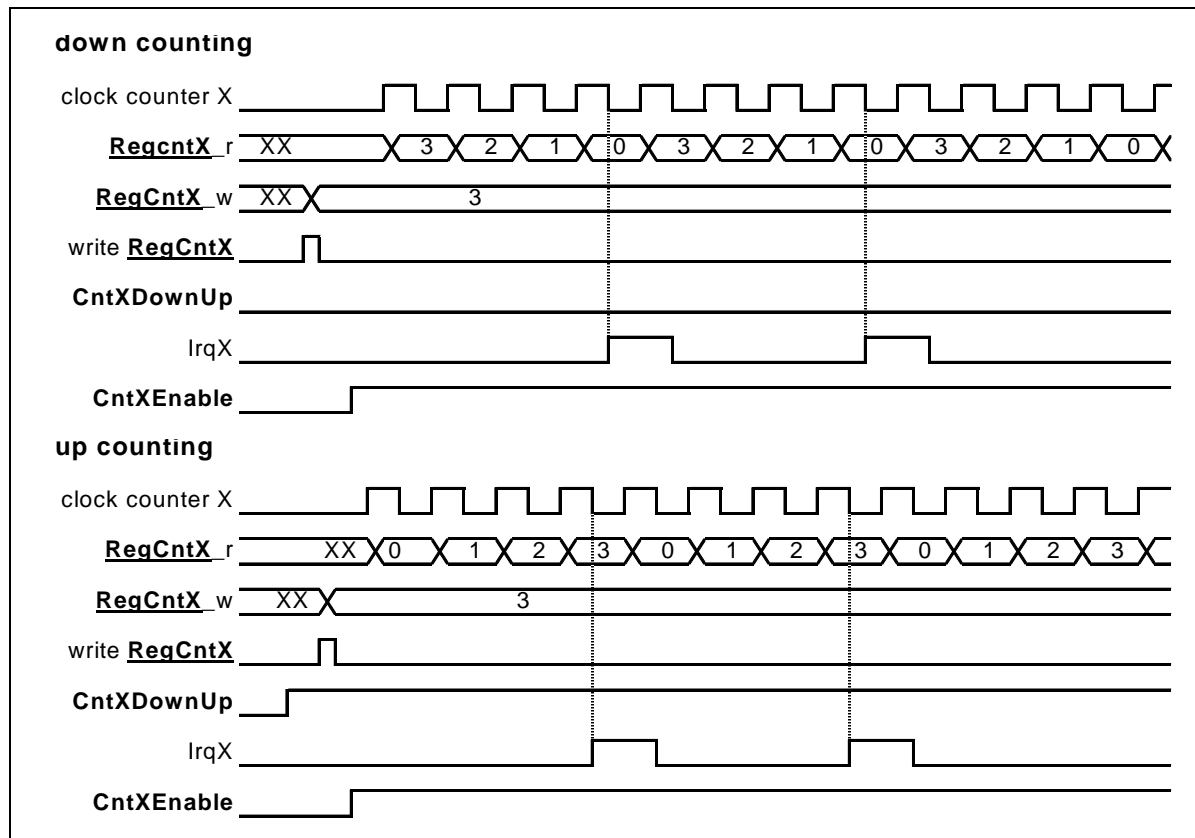 down counting
clock counter X
RegcntX_r XX 3 2 1 0 3 2 1 0 3 2 1 0
RegCntX_w XX 3
write RegCntX
CntXDownUp
IrqX
CntXEnable
up counting
clock counter X
RegCntX_r XX 0 1 2 3 0 1 2 3 0 1 2 3
RegCntX_w XX 3
write RegCntX
CntXDownUp
IrqX
CntXEnable